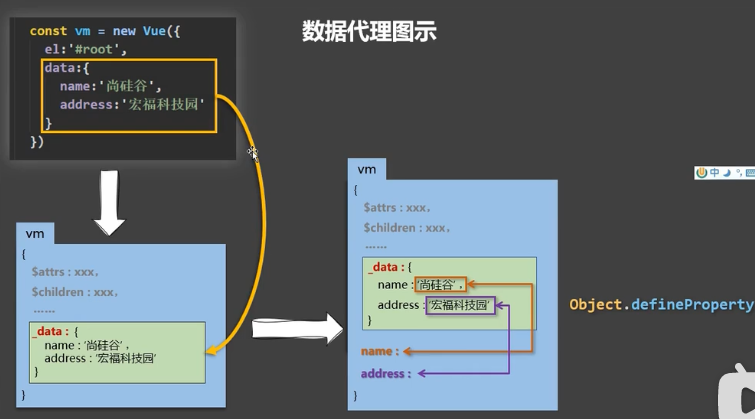 数据代理图示
const vm = new Vue({
el:'#root',
data:{
name:'尚硅谷',
address:'宏福科技园'
}
})
vm
{
$attrs : xxx,
$children : xxx,
……
_data : {
name : '尚硅谷' ,
address : '宏福科技园'
}
}
vm
{
$attrs : xxx,
$children : xxx,
……
_data : {
name : '尚硅谷' ,
address : '宏福科技园'
}
name :
address :
}
Object.defineProperty
中